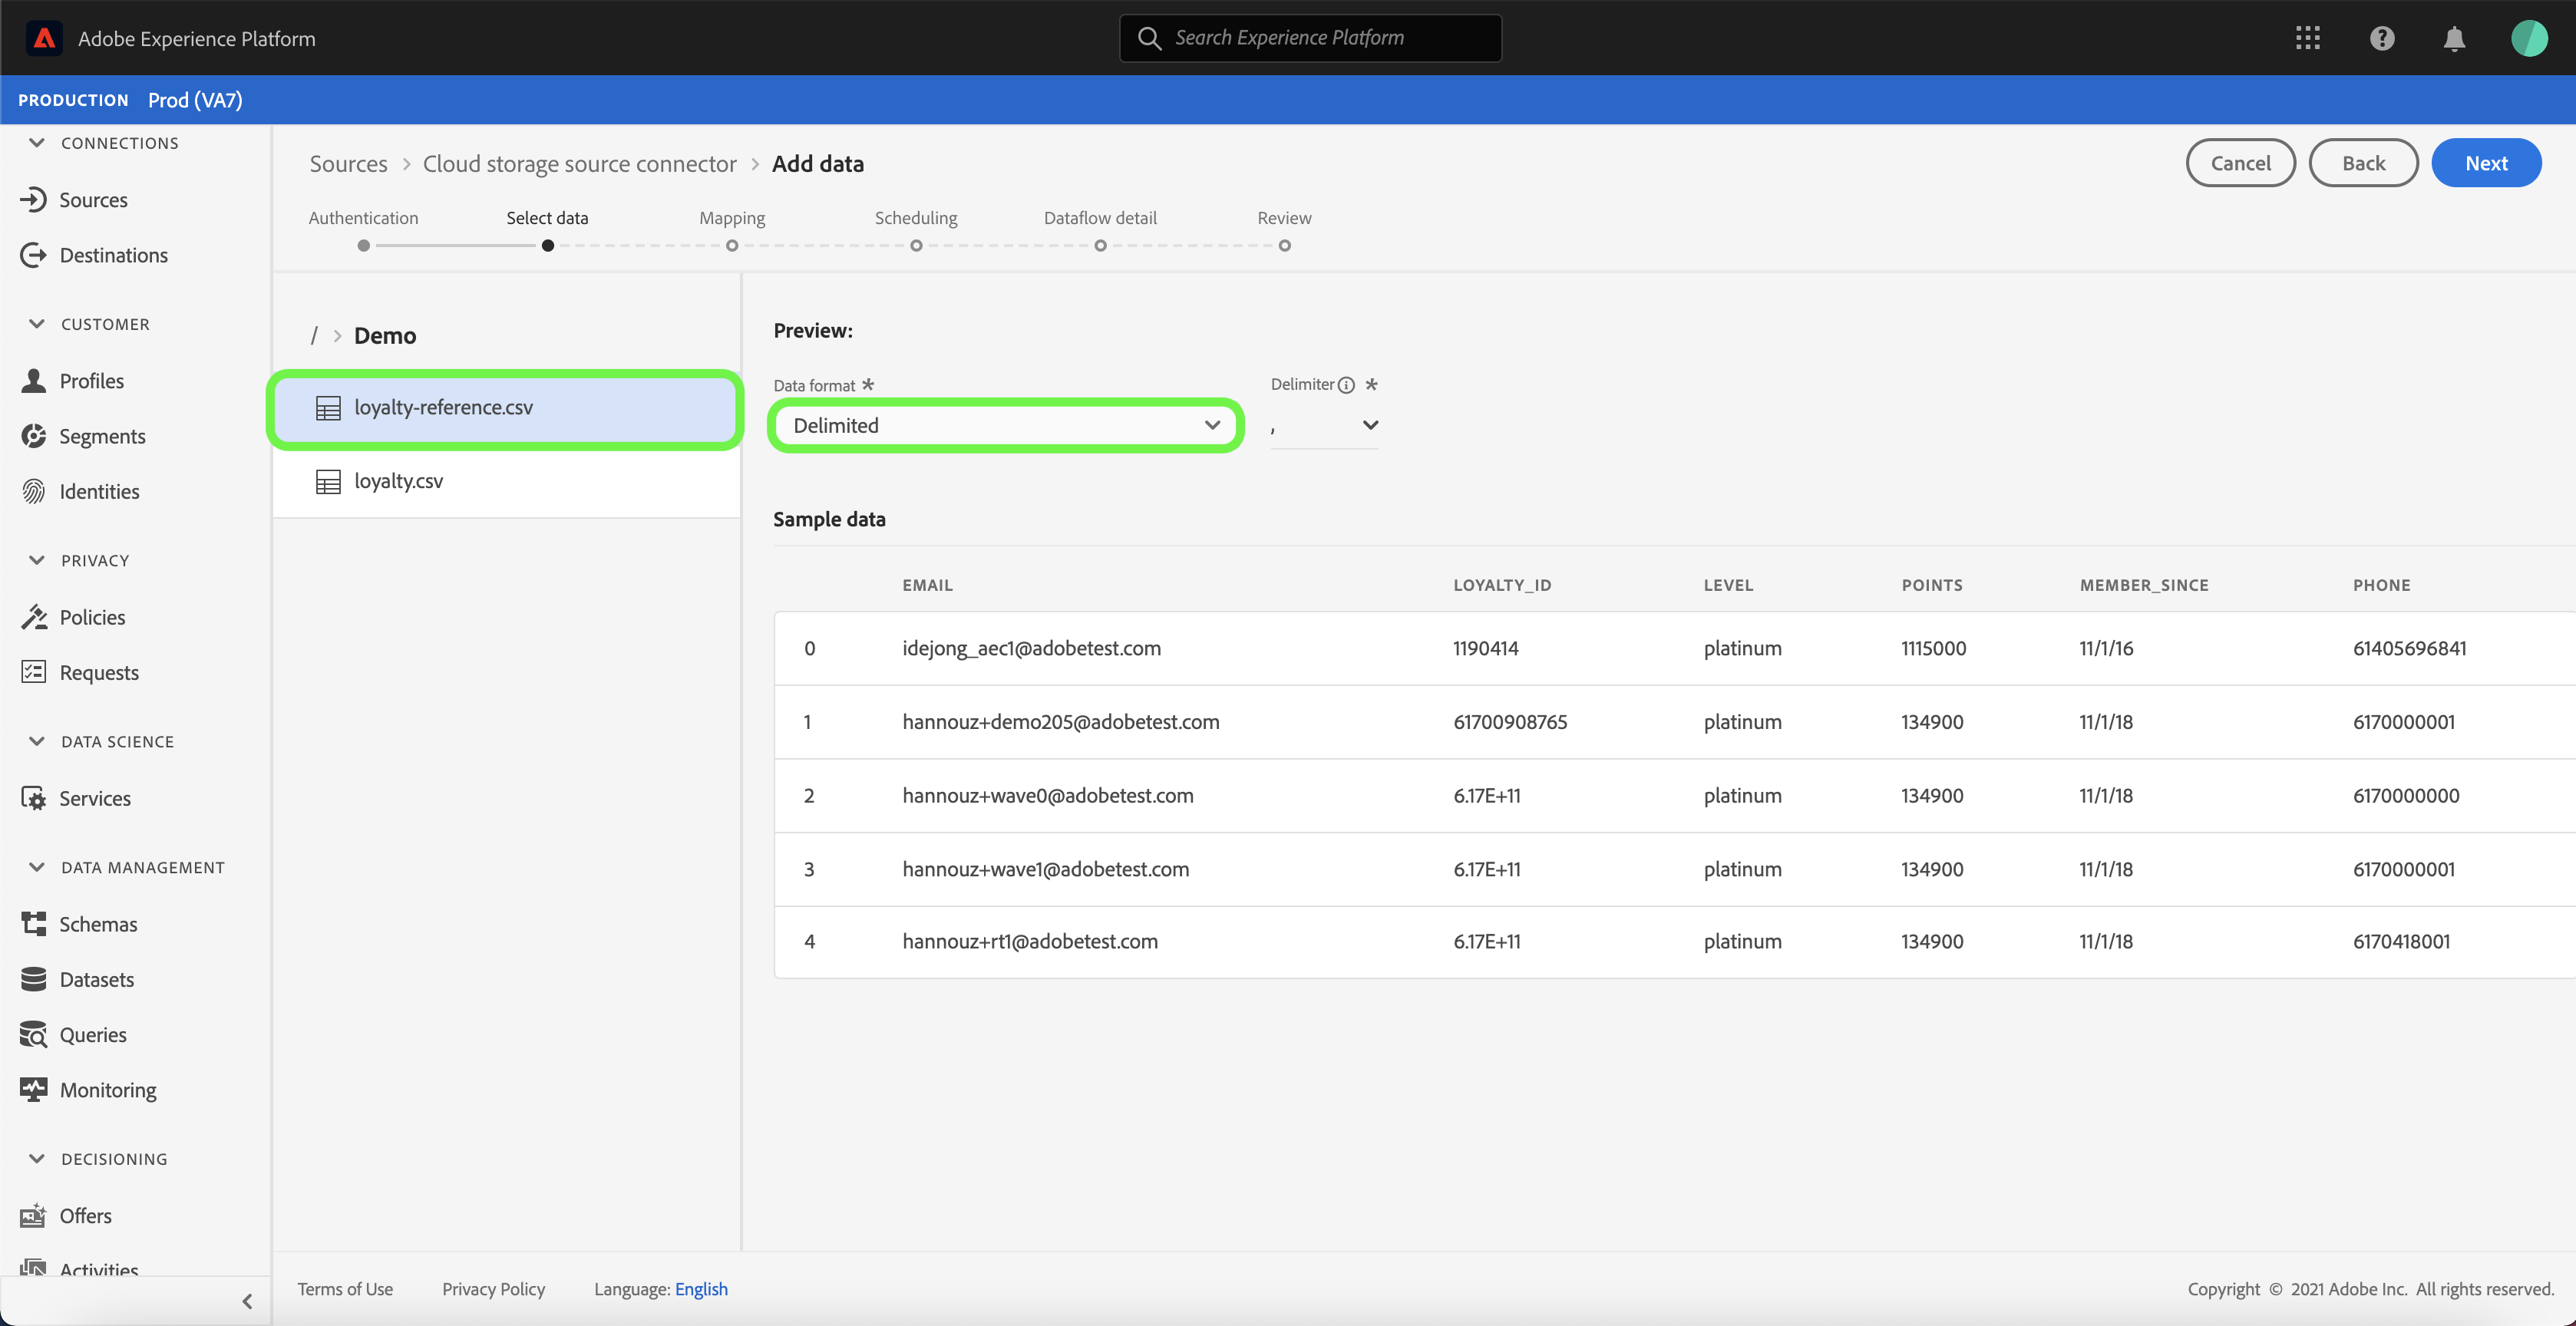 Adobe Experience Platform
Search Experience Platform
PRODUCTION Prod (VA7)
CONNECTIONS
Sources
Destinations
CUSTOMER
Profiles
Segments
Identities
PRIVACY
Policies
Requests
DATA SCIENCE
Services
DATA MANAGEMENT
Schemas
Datasets
Queries
Monitoring
DECISIONING
Offers
Activities
Sources > Cloud storage source connector > Add data
Cancel Back Next
Authentication Select data Mapping Scheduling Dataflow detail Review
/ > Demo
loyalty-reference.csv
loyalty.csv
Preview:
Data format * Delimiter *
Delimited ,
Sample data
EMAIL LOYALTY_ID LEVEL POINTS MEMBER_SINCE PHONE
0 idejong_aec1@adobetest.com 1190414 platinum 1115000 11/1/16 61405696841
1 hannouz+demo205@adobetest.com 61700908765 platinum 134900 11/1/18 6170000001
2 hannouz+wave0@adobetest.com 6.17E+11 platinum 134900 11/1/18 6170000000
3 hannouz+wave1@adobetest.com 6.17E+11 platinum 134900 11/1/18 6170000001
4 hannouz+rt1@adobetest.com 6.17E+11 platinum 134900 11/1/18 6170418001
Terms of Use Privacy Policy Language: English Copyright © 2021 Adobe Inc. All rights reserved.